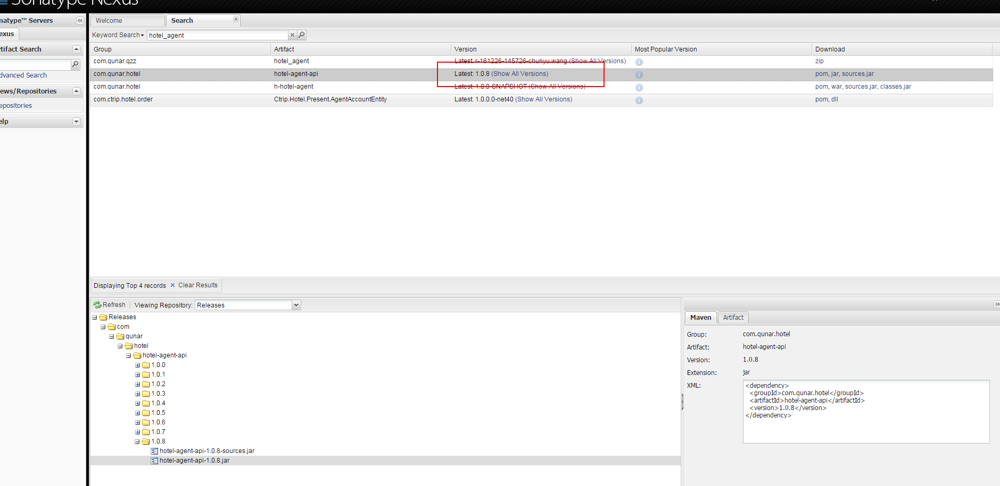 Sonatype Nexus
natype™ Servers
Welcome
Search
exus
Keyword Search
hotel_agent
rtifact Search
Group Artifact Version Most Popular Version Download
com.qunar.qzz hotel_agent Latest: r-161226-145726-chunyu.wang (Show All Versions) zip
dvanced Search
com.qunar.hotel hotel-agent-api Latest: 1.0.8 (Show All Versions) pom, jar, sources.jar
com.qunar.hotel h-hotel-agent Latest: 1.0.0-SNAPSHOT (Show All Versions) pom, war, sources.jar, classes.jar
ews/Repositories
com.ctrip.hotel.order Ctrip.Hotel.Present.AgentAccountEntity Latest: 1.0.0.0-net40 (Show All Versions) pom, dll
epositories
elp
Displaying Top 4 records Clear Results
Refresh Viewing Repository: Releases
Releases
com
qunar
hotel
hotel-agent-api
1.0.0
1.0.1
1.0.2
1.0.3
1.0.4
1.0.5
1.0.6
1.0.7
1.0.8
hotel-agent-api-1.0.8-sources.jar
hotel-agent-api-1.0.8.jar
Maven Artifact
Group: com.qunar.hotel
Artifact: hotel-agent-api
Version: 1.0.8
Extension: jar
XML:
<dependency>
<groupId>com.qunar.hotel</groupId>
<artifactId>hotel-agent-api</artifactId>
<version>1.0.8</version>
</dependency>